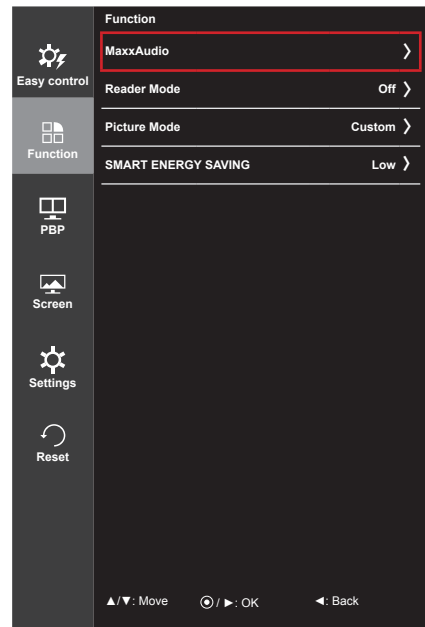 Function
MaxxAudio
Easy control
Reader Mode Off
Picture Mode Custom
Function
SMART ENERGY SAVING Low
PBP
Screen
Settings
Reset
▲/▼: Move ⦿ / ►: OK ◄: Back